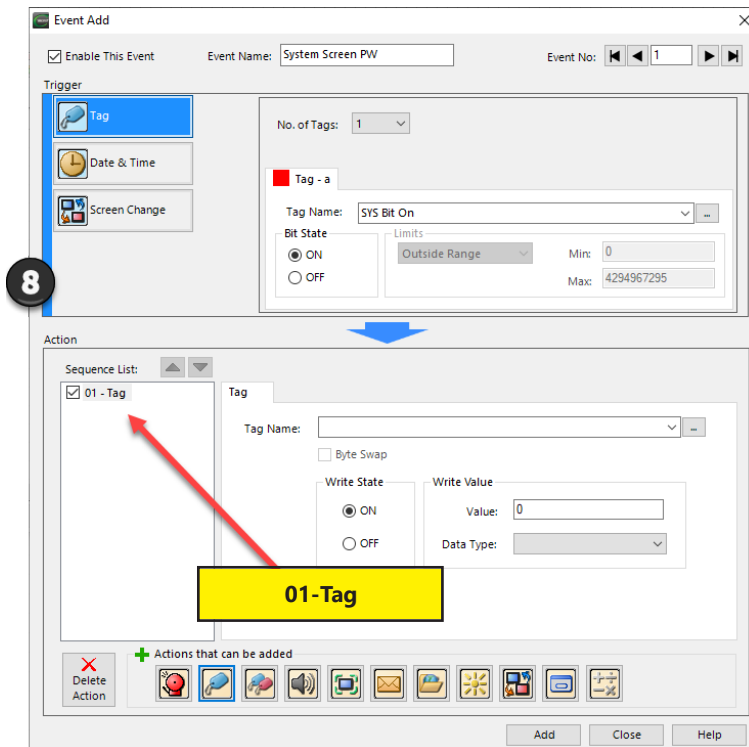 Event Add
Enable This Event Event Name: System Screen PW Event No: 1
Trigger
Tag
Date & Time
Screen Change
No. of Tags: 1
Tag - a
Tag Name: SYS Bit On ...
Bit State Limits
ON Outside Range Min: 0
OFF Max: 4294967295
8
Action
Sequence List:
01 - Tag Tag
Tag Name: ...
Byte Swap
Write State Write Value
ON Value: 0
OFF Data Type:
01-Tag
Actions that can be added
Delete
Action
Add Close Help